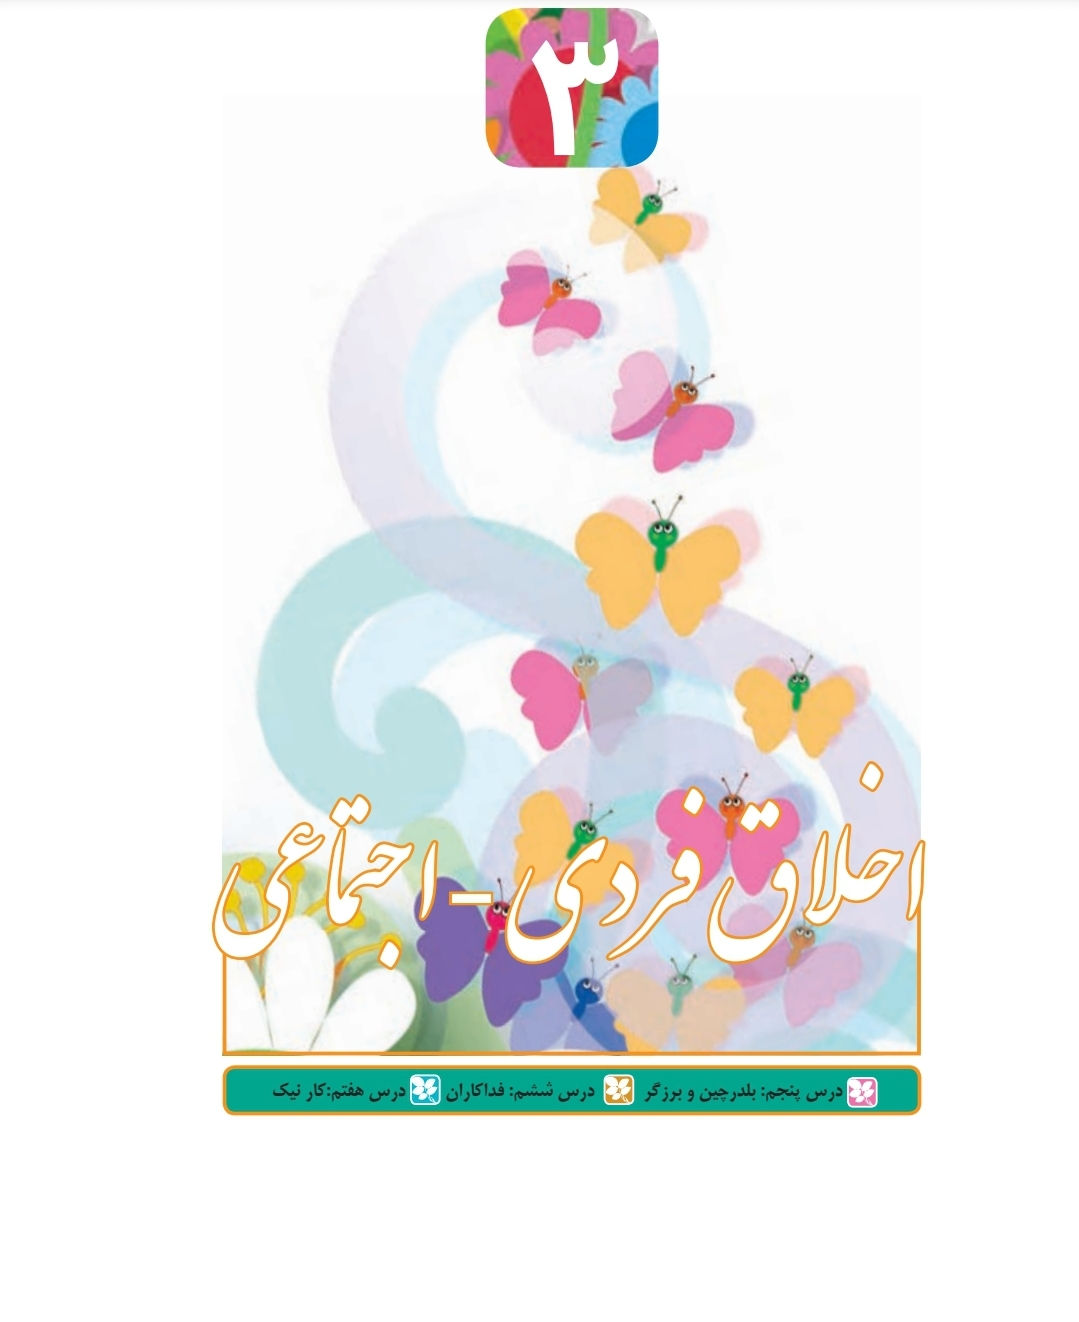 ۳
اخلاق فردی - اجتماعی
درس پنجم: بلدرچین و برزگر درس ششم: فداکاران درس هفتم:کار نیک